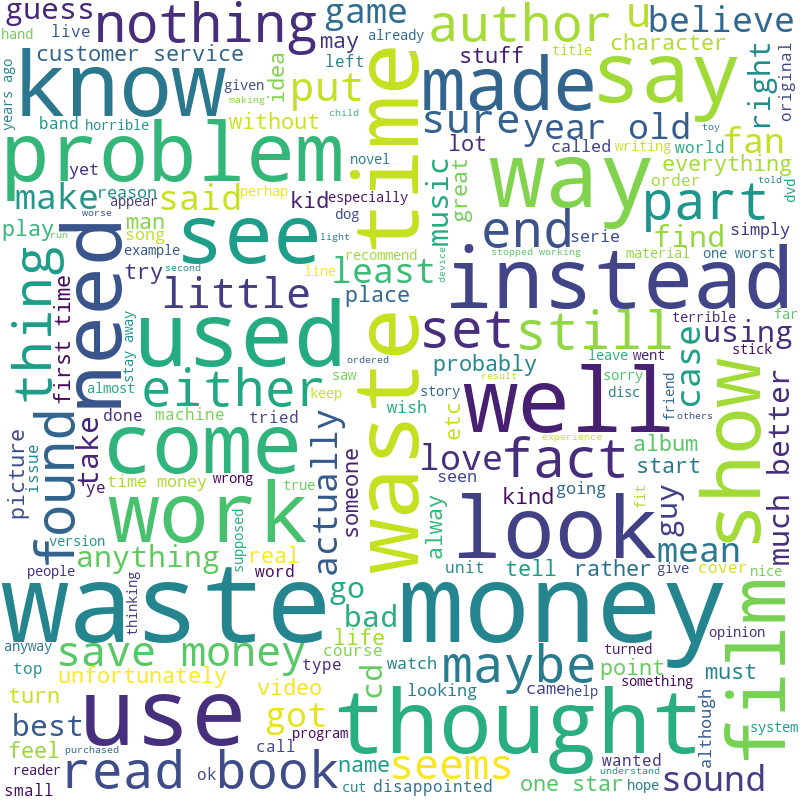 guess
hand
live
nothing
game
already
author
u
believe
customer service
may
left
stuff
title
character
years ago
know
given
making
idea
put
waste time
made
say
right
original
band
horrible
without
child
sure
year old
fan
problem
yet
novel
lot
called
writing
world
toy
everything
told
dvd
make
reason
appear
said
perhap
kid
especially
music
great
way
order
part
play
worse
man
song
see
dog
light
end
serie
find
simply
run
example
recommend
device
stopped working
material
one worst
thing
need
second
try
line
least
instead
far
first time
stay away
little
place
used
set
still
terrible
using
stick
either
ordered
probably
leave
went
case
almost
saw
keep
story
sorry
result
well
disc
friend
others
found
take
done
machine
tried
wish
etc
picture
issue
come
actually
someone
experience
love
fact
album
much better
ye
time money
wrong
true
seen
start
work
alway
kind
going
fit
guy
show
version
supposed
look
mean
anything
real
unit
tell
rather
give
cover
nice
people
thinking
word
waste
go
money
film
bad
opinion
anyway
save money
life
course
maybe
turned
top
unfortunately
type
cd
watch
point
must
turn
use
video
looking
came
help
something
best
got
program
thought
although
system
feel
purchased
call
seems
wanted
understand
reader
read
book
ok
name
small
cut
disappointed
one star
hope
sound